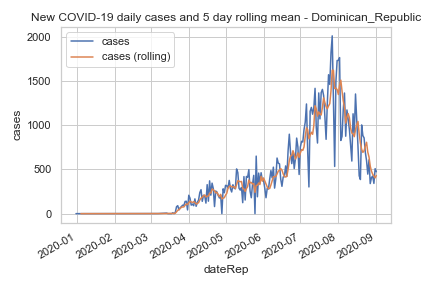 New COVID-19 daily cases and 5 day rolling mean - Dominican_Republic
cases
cases (rolling)
2000
1500
1000
500
0
cases
2020-01
2020-02
2020-03
2020-04
2020-05
2020-06
2020-07
2020-08
2020-09
dateRep